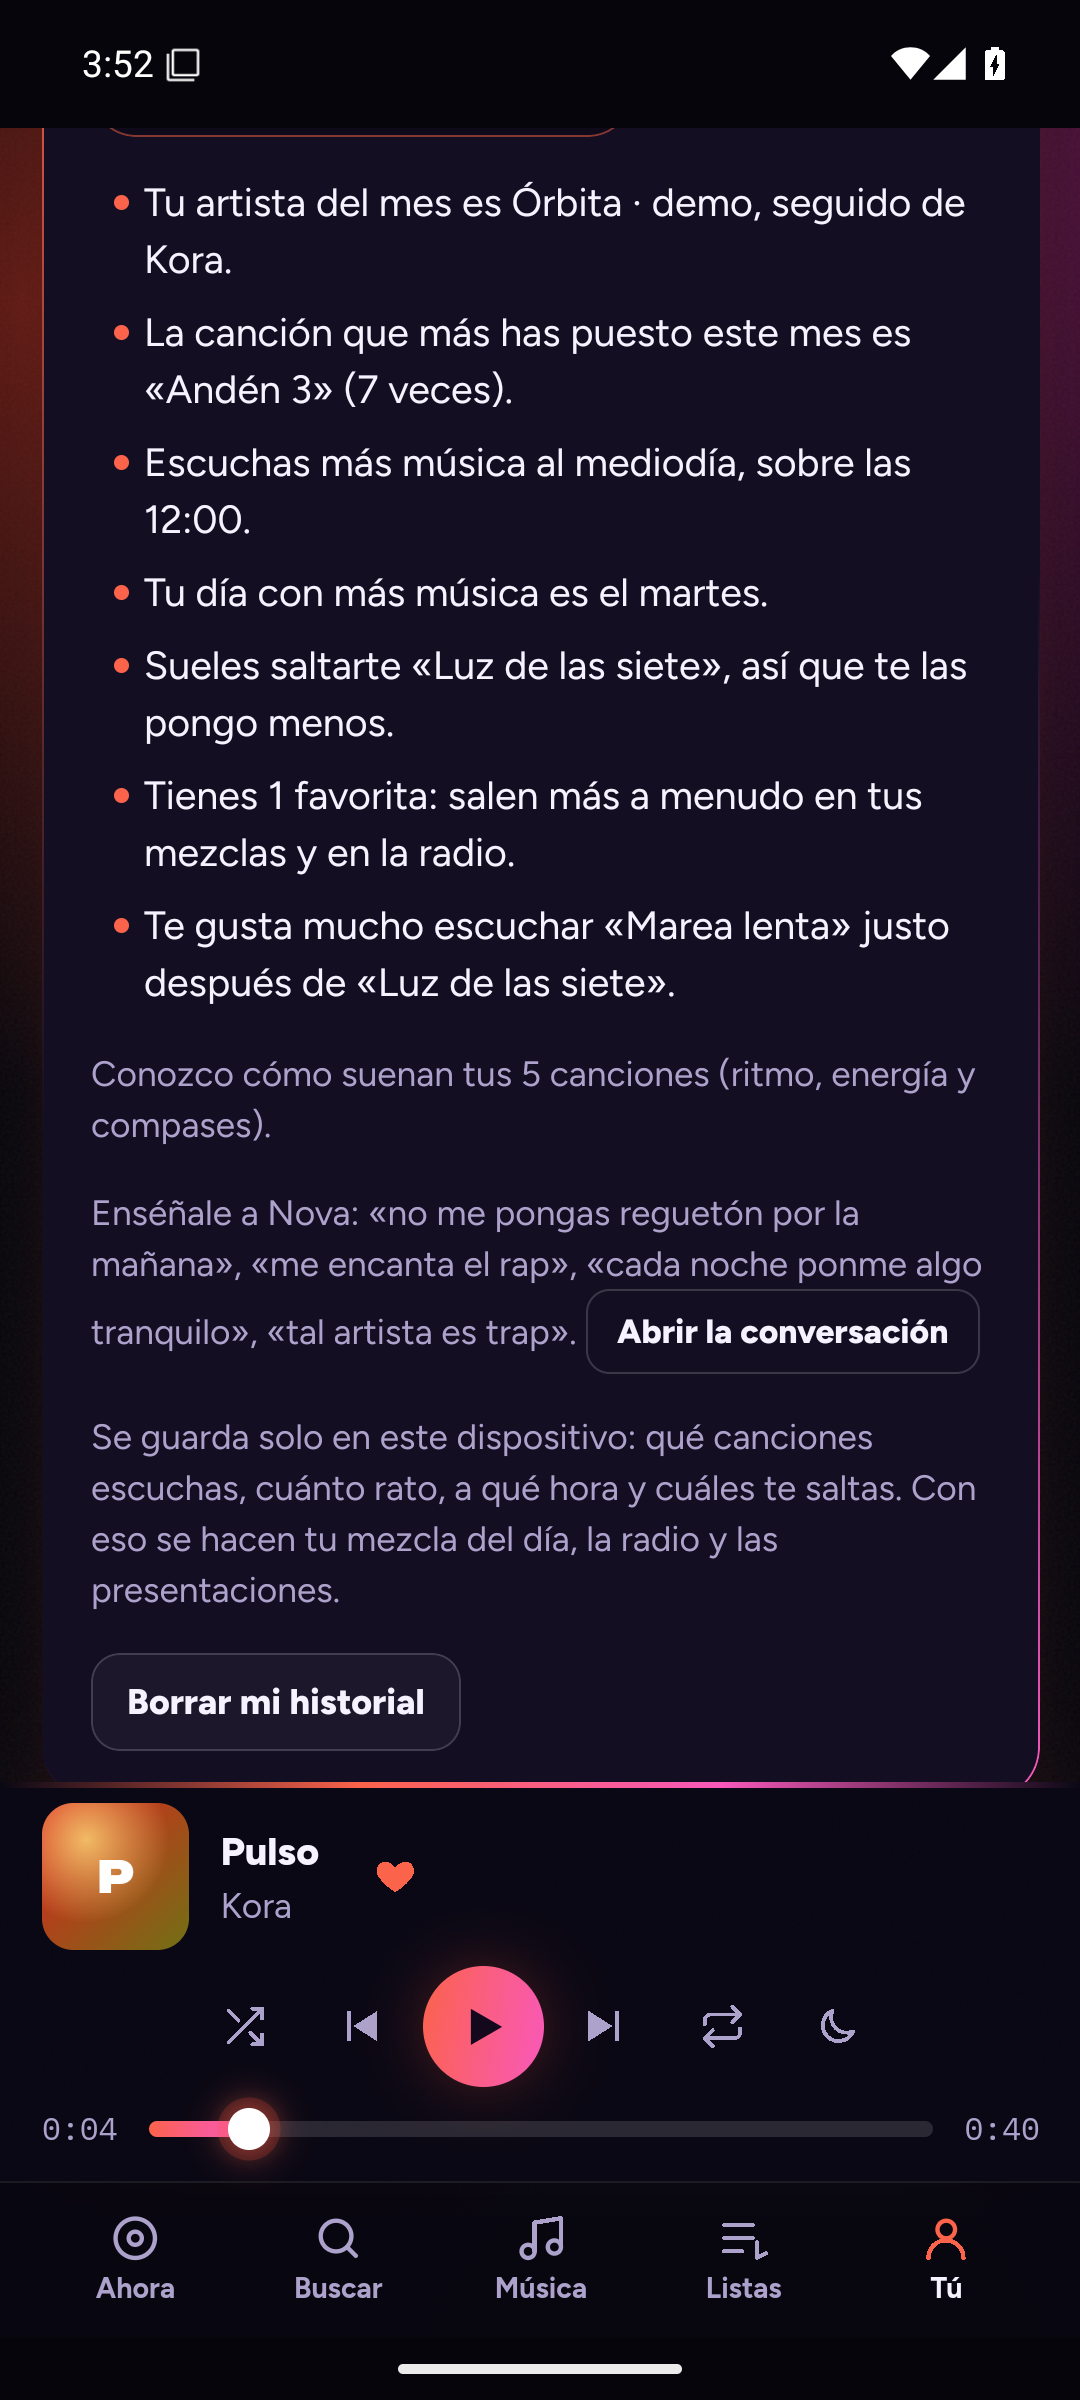 3:52
Tu artista del mes es Órbita · demo, seguido de
Kora.
La canción que más has puesto este mes es
«Andén 3» (7 veces).
Escuchas más música al mediodía, sobre las
12:00.
Tu día con más música es el martes.
Sueles saltarte «Luz de las siete», así que te las
pongo menos.
Tienes 1 favorita: salen más a menudo en tus
mezclas y en la radio.
Te gusta mucho escuchar «Marea lenta» justo
después de «Luz de las siete».
Conozco cómo suenan tus 5 canciones (ritmo, energía y
compases).
Enséñale a Nova: «no me pongas reguetón por la
mañana», «me encanta el rap», «cada noche ponme algo
tranquilo», «tal artista es trap». Abrir la conversación
Se guarda solo en este dispositivo: qué canciones
escuchas, cuánto rato, a qué hora y cuáles te saltas. Con
eso se hacen tu mezcla del día, la radio y las
presentaciones.
Borrar mi historial
P
Pulso
Kora
0:04 0:40
Ahora Buscar Música Listas Tú